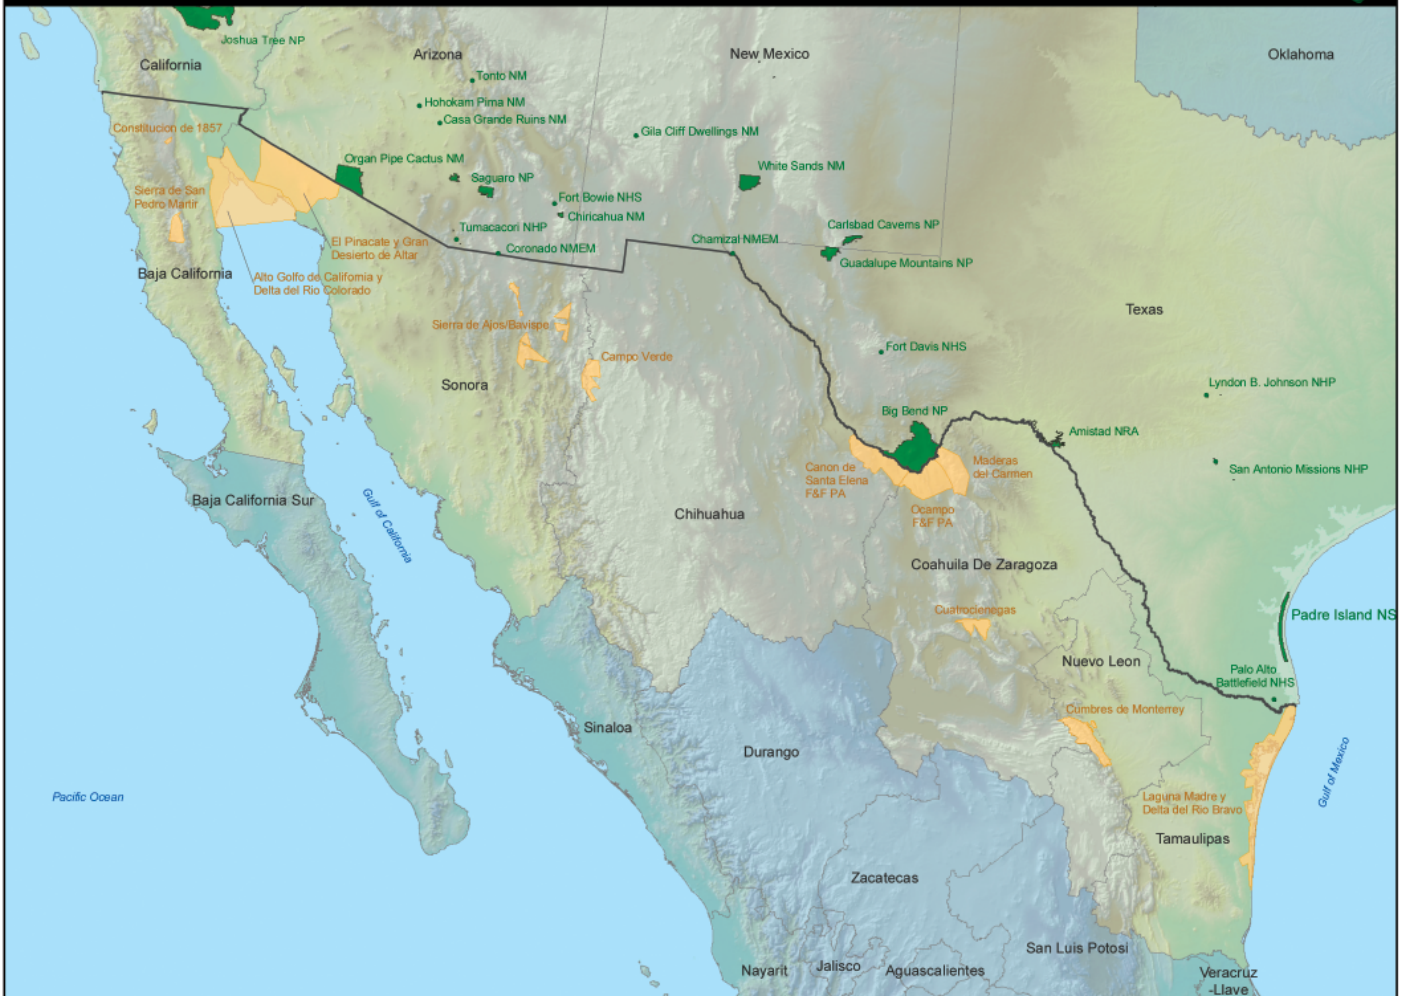 Joshua Tree NP
California
Arizona
New Mexico
Oklahoma
Tonto NM
Hohokam Pima NM
Casa Grande Ruins NM
Constitucion de 1857
Gila Cliff Dwellings NM
Organ Pipe Cactus NM
Saguaro NP
White Sands NM
Sierra de San
Pedro Martir
Fort Bowie NHS
Chiricahua NM
Tumacacori NHP
Coronado NMEM
Chamizal NMEM
Carlsbad Caverns NP
Guadalupe Mountains NP
El Pinacate y Gran
Desierto de Altar
Baja California
Alto Golfo de California y
Delta del Rio Colorado
Texas
Sierra de Ajos/Bavispe
Campo Verde
Fort Davis NHS
Sonora
Lyndon B. Johnson NHP
Big Bend NP
Amistad NRA
Canon de
Santa Elena
F&F PA
Maderas
del Carmen
San Antonio Missions NHP
Baja California Sur
Gulf of California
Chihuahua
Ocampo
F&F PA
Coahuila De Zaragoza
Cuatrocienegas
Padre Island NS
Nuevo Leon
Palo Alto
Battlefield NHS
Cumbres de Monterrey
Sinaloa
Durango
Gulf of Mexico
Pacific Ocean
Laguna Madre y
Delta del Rio Bravo
Tamaulipas
Zacatecas
San Luis Potosi
Nayarit
Jalisco
Aguascalientes
Veracruz
-Llave